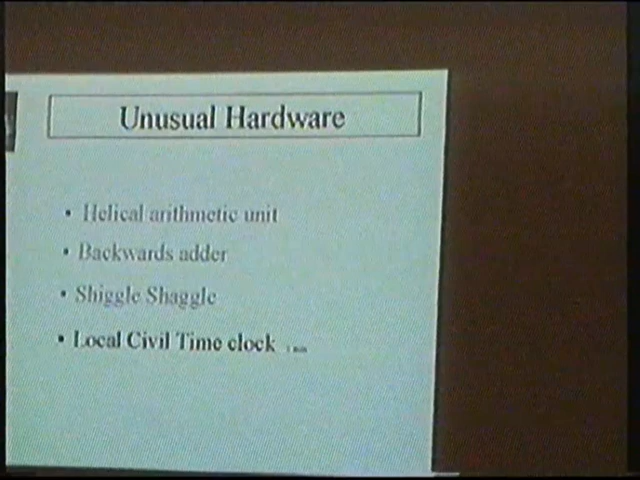 Unusual Hardware
• Helical arithmetic unit
• Backwards adder
• Shiggle Shaggle
• Local Civil Time clock